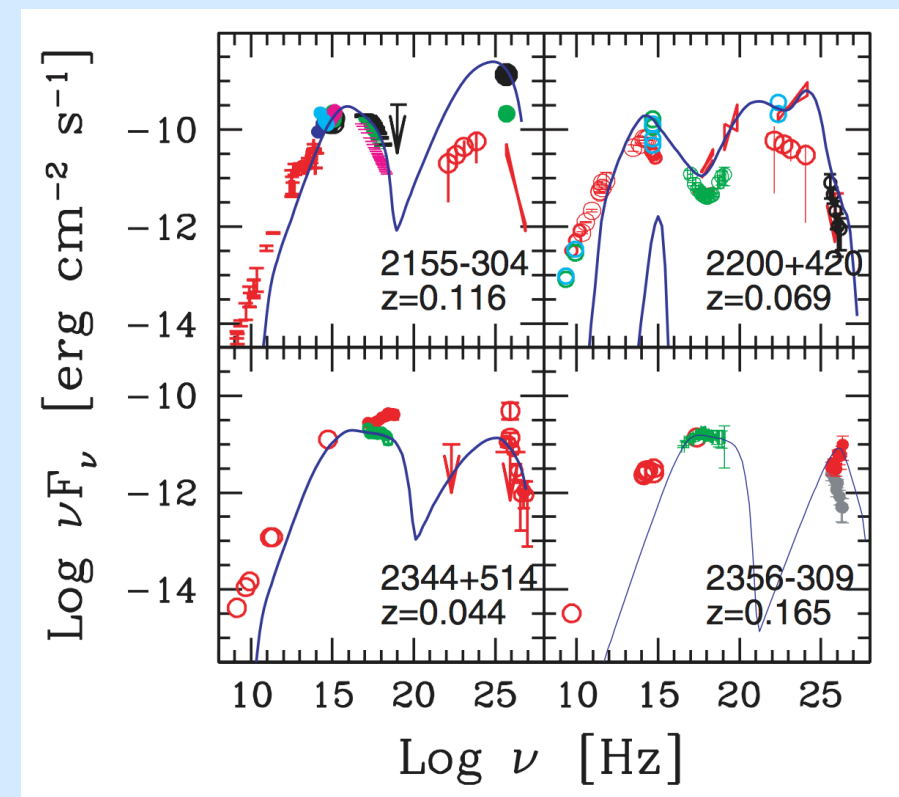 Log νFν [erg cm−2 s−1]
−10
−12
−14
2155-304
z=0.116
2200+420
z=0.069
−10
−12
−14
2344+514
z=0.044
2356-309
z=0.165
10 15 20 25 10 15 20 25
Log ν [Hz]